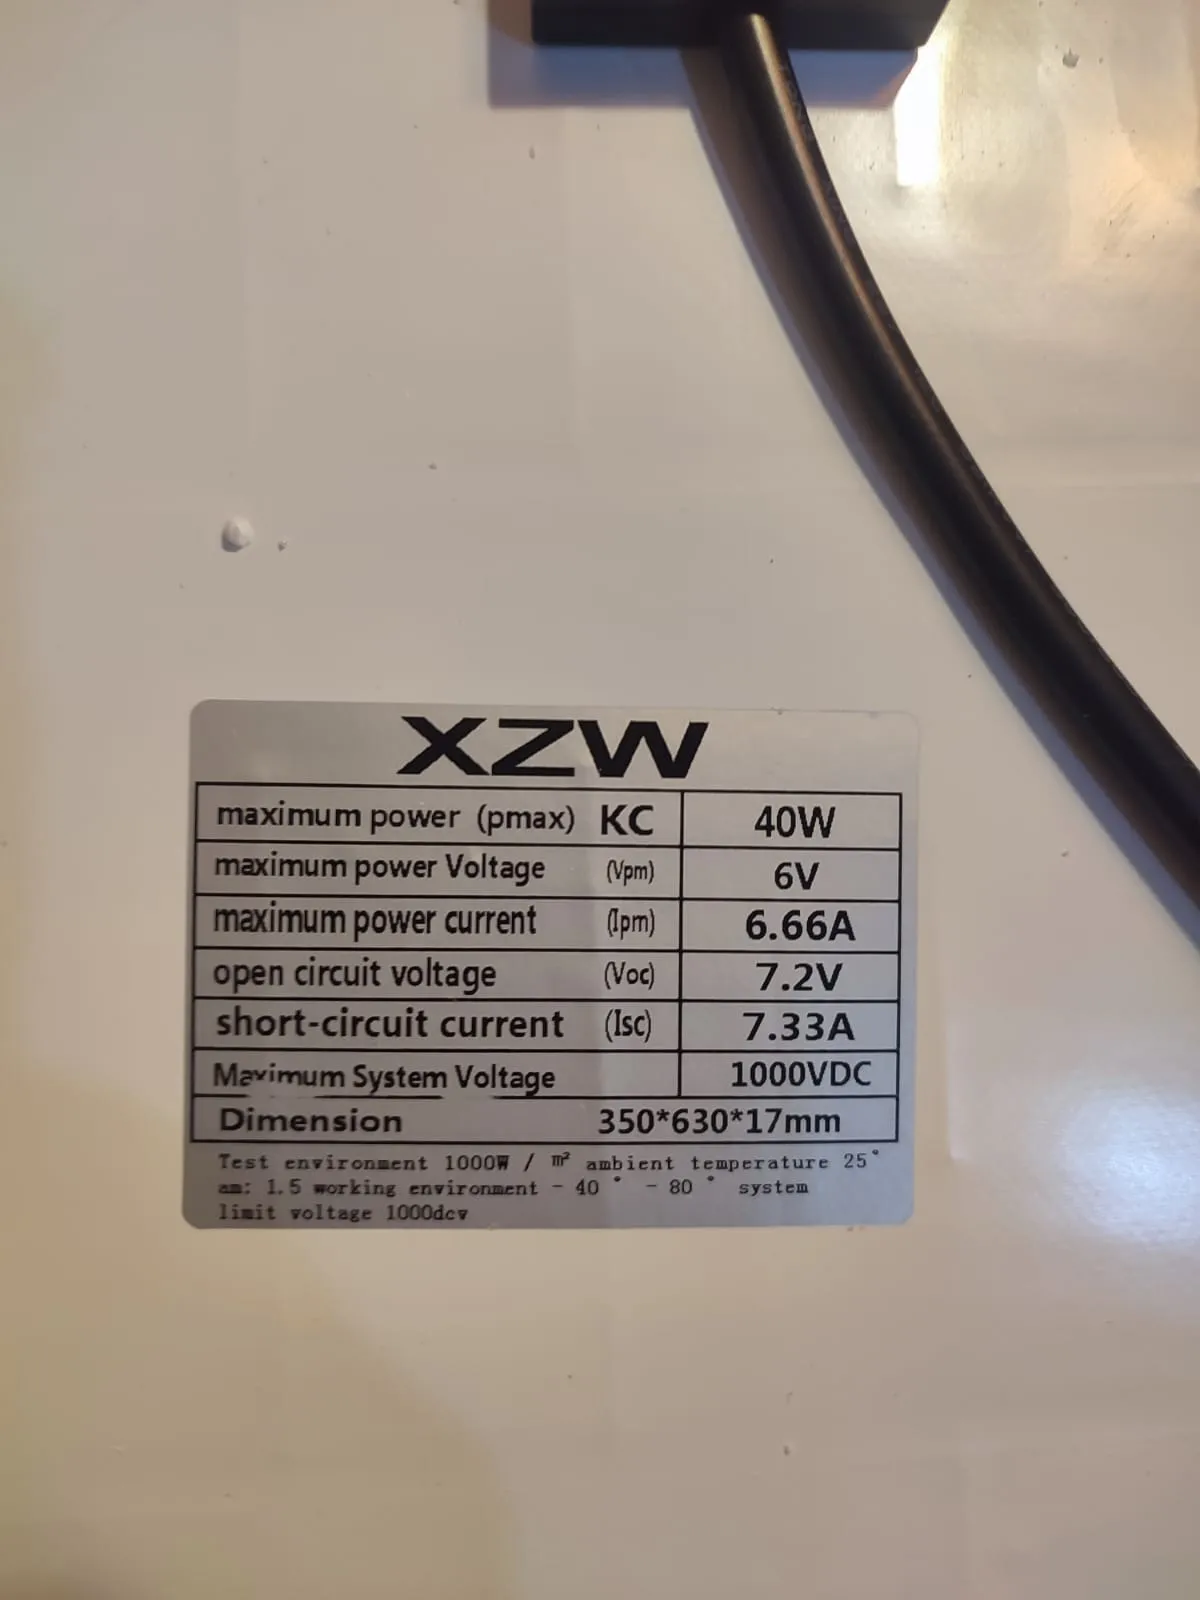 XZW
maximum power (pmax) KC 40W
maximum power Voltage (Vpm) 6V
maximum power current (Ipm) 6.66A
open circuit voltage (Voc) 7.2V
short-circuit current (Isc) 7.33A
Maximum System Voltage 1000VDC
Dimension 350*630*17mm
Test environment 1000W / m² ambient temperature 25°
am: 1.5 working environment - 40 ° - 80 ° system
limit voltage 1000dcv